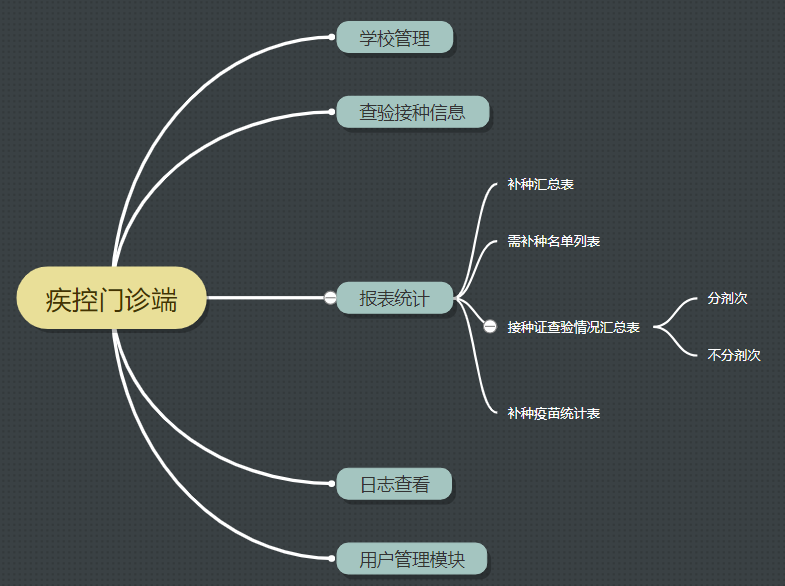 学校管理
查验接种信息
补种汇总表
需补种名单列表
疾控门诊端
报表统计
接种证查验情况汇总表
分剂次
不分剂次
补种疫苗统计表
日志查看
用户管理模块